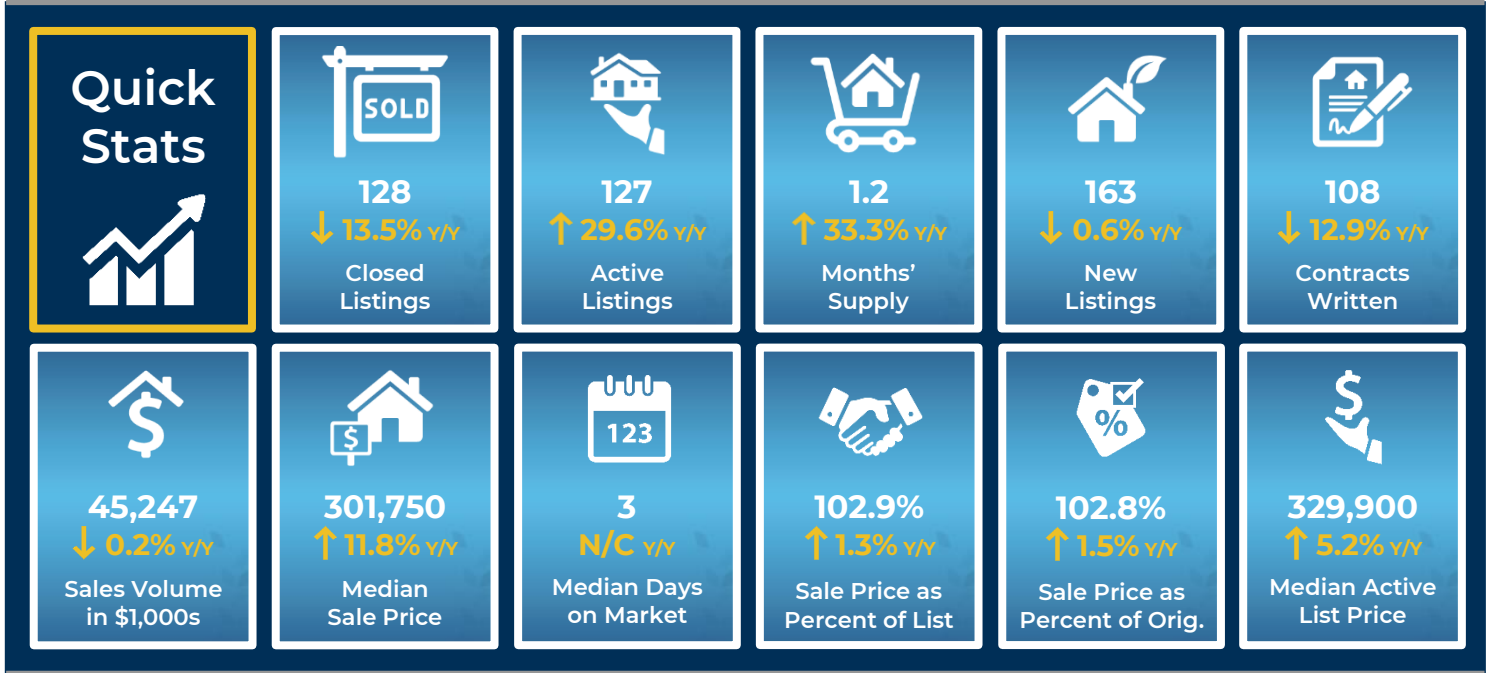 Quick
Stats
SOLD
128
↓ 13.5% Y/Y
Closed
Listings
127
↑ 29.6% Y/Y
Active
Listings
1.2
↑ 33.3% Y/Y
Months’
Supply
163
↓ 0.6% Y/Y
New
Listings
108
↓ 12.9% Y/Y
Contracts
Written
$
45,247
↓ 0.2% Y/Y
Sales Volume
in $1,000s
$
301,750
↑ 11.8% Y/Y
Median
Sale Price
123
3
N/C Y/Y
Median Days
on Market
102.9%
↑ 1.3% Y/Y
Sale Price as
Percent of List
%
102.8%
↑ 1.5% Y/Y
Sale Price as
Percent of Orig.
$
329,900
↑ 5.2% Y/Y
Median Active
List Price